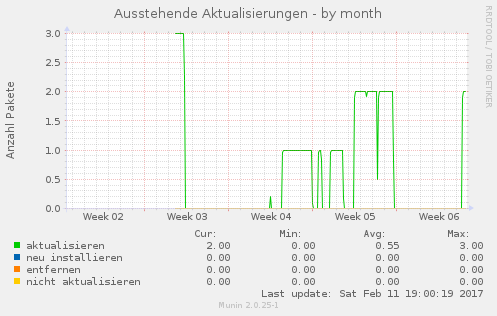 Ausstehende Aktualisierungen - by month
RRDTOOL / TOBI OETIKER
Anzahl Pakete
3.0
2.5
2.0
1.5
1.0
0.5
0.0
Week 02 Week 03 Week 04 Week 05 Week 06
Cur: Min: Avg: Max:
aktualisieren 2.00 0.00 0.55 3.00
neu installieren 0.00 0.00 0.00 0.00
entfernen 0.00 0.00 0.00 0.00
nicht aktualisieren 0.00 0.00 0.00 0.00
Last update: Sat Feb 11 19:00:19 2017
Munin 2.0.25-1